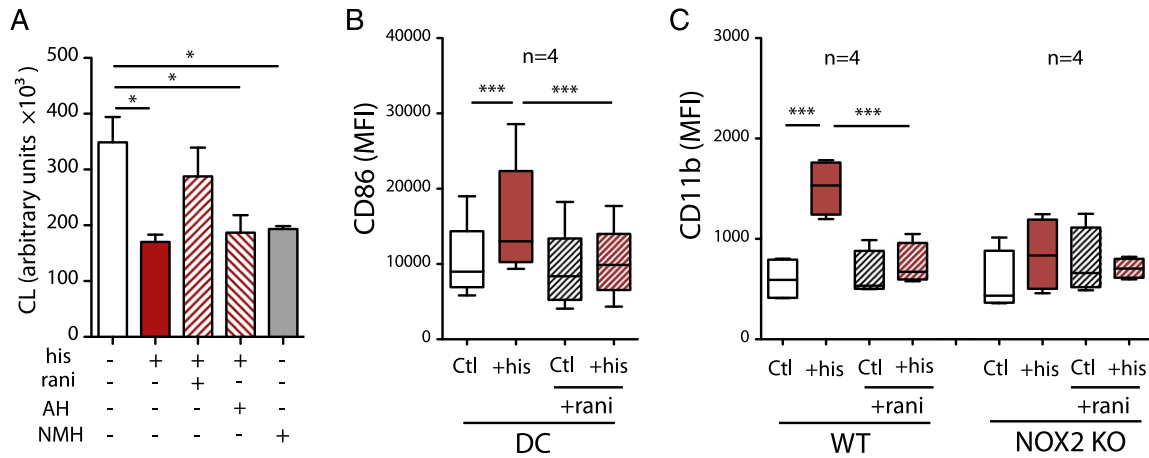 A
CL (arbitrary units ×10³ )
500
400
300
200
100
0
* 
*
*
his - + + + -
rani - - + - -
AH - - - + -
NMH - - - - +
B
CD86 (MFI)
40000
30000
20000
10000
0
n=4
*** ***
Ctl +his Ctl +his
+rani
DC
C
CD11b (MFI)
3000
2000
1000
0
n=4 n=4
*** ***
Ctl +his Ctl +his Ctl +his Ctl +his
+rani +rani
WT NOX2 KO